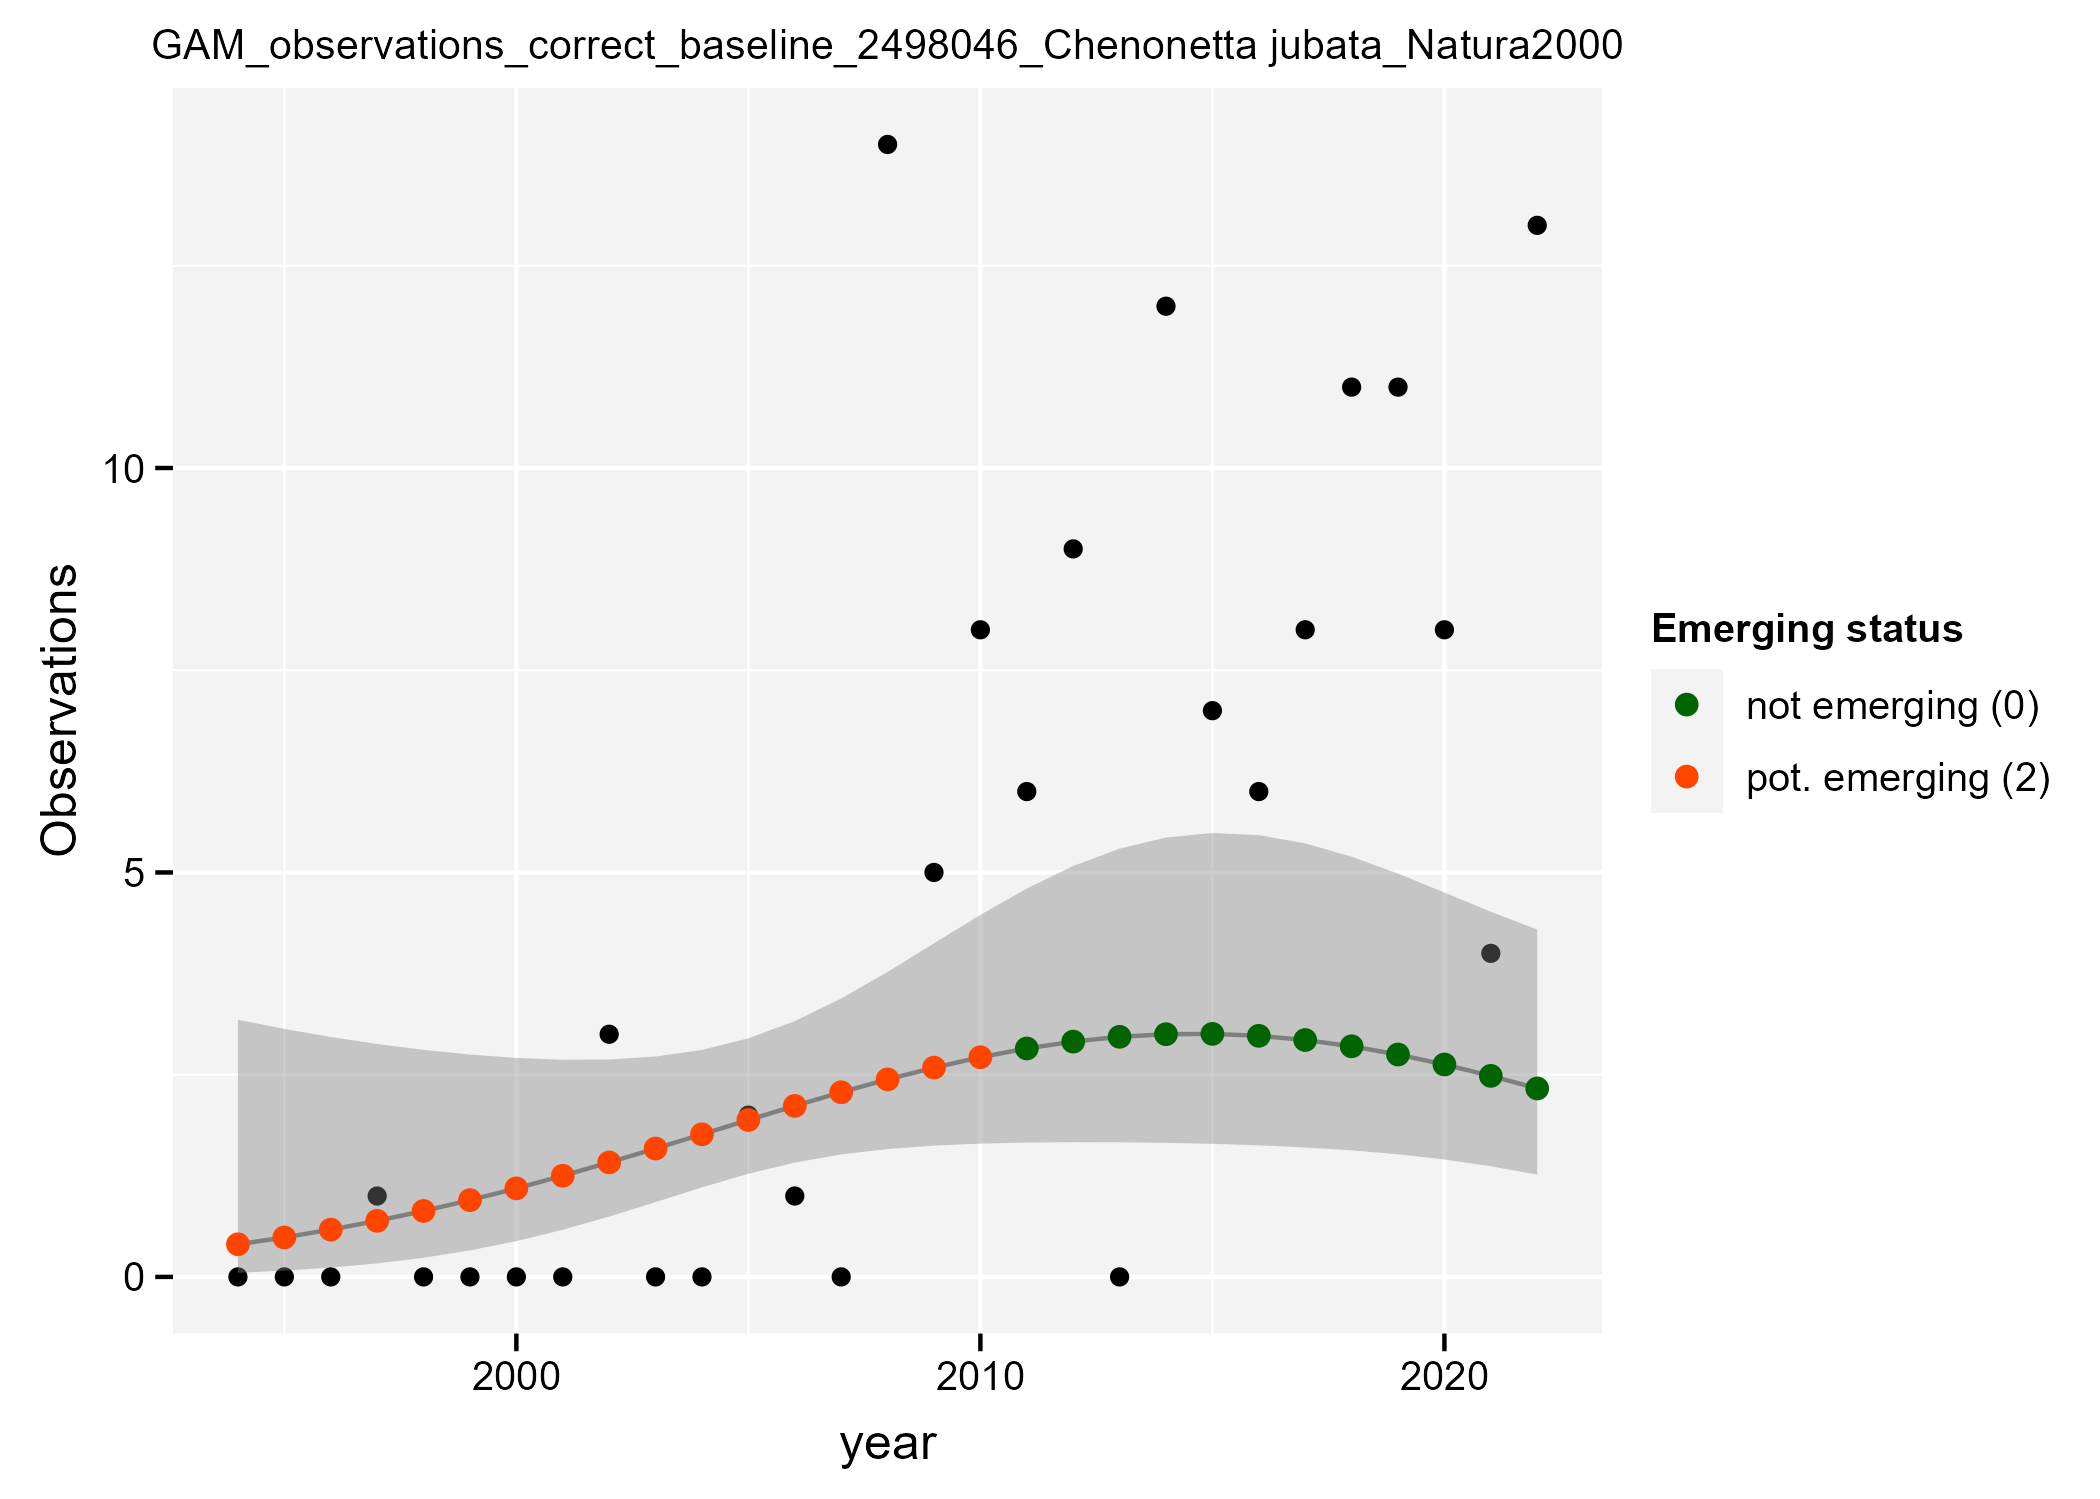 GAM_observations_correct_baseline_2498046_Chenonetta jubata_Natura2000
Observations
10
5
0
2000
2010
2020
year
Emerging status
not emerging (0)
pot. emerging (2)